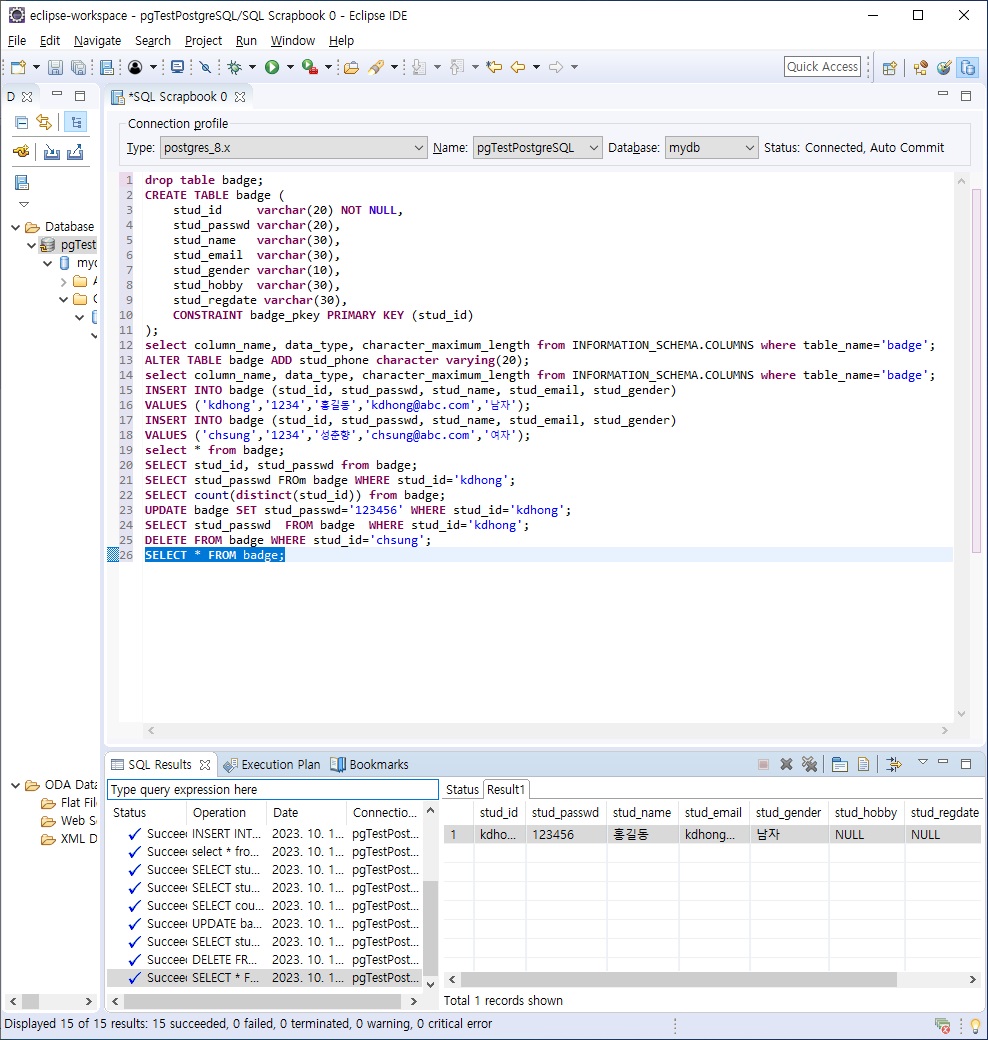 eclipse-workspace - pgTestPostgreSQL/SQL Scrapbook 0 - Eclipse IDE
File Edit Navigate Search Project Run Window Help
Quick Access
D
*SQL Scrapbook 0
Connection profile
Type: postgres_8.x Name: pgTestPostgreSQL Database: mydb Status: Connected, Auto Commit
Database
pgTest
myc
ODA Data
Flat File
Web Se
XML D
1 drop table badge;
2 CREATE TABLE badge (
3 stud_id varchar(20) NOT NULL,
4 stud_passwd varchar(20),
5 stud_name varchar(30),
6 stud_email varchar(30),
7 stud_gender varchar(10),
8 stud_hobby varchar(30),
9 stud_regdate varchar(30),
10 CONSTRAINT badge_pkey PRIMARY KEY (stud_id)
11 );
12 select column_name, data_type, character_maximum_length from INFORMATION_SCHEMA.COLUMNS where table_name='badge';
13 ALTER TABLE badge ADD stud_phone character varying(20);
14 select column_name, data_type, character_maximum_length from INFORMATION_SCHEMA.COLUMNS where table_name='badge';
15 INSERT INTO badge (stud_id, stud_passwd, stud_name, stud_email, stud_gender)
16 VALUES ('kdhong','1234','홍길동','kdhong@abc.com','남자');
17 INSERT INTO badge (stud_id, stud_passwd, stud_name, stud_email, stud_gender)
18 VALUES ('chsung','1234','성춘향','chsung@abc.com','여자');
19 select * from badge;
20 SELECT stud_id, stud_passwd from badge;
21 SELECT stud_passwd FROm badge WHERE stud_id='kdhong';
22 SELECT count(distinct(stud_id)) from badge;
23 UPDATE badge SET stud_passwd='123456' WHERE stud_id='kdhong';
24 SELECT stud_passwd FROM badge WHERE stud_id='kdhong';
25 DELETE FROM badge WHERE stud_id='chsung';
26 SELECT * FROM badge;
SQL Results Execution Plan Bookmarks
Type query expression here
Status Operation Date Connectio...
Succee INSERT INT... 2023. 10. 1... pgTestPost...
Succee select * fro... 2023. 10. 1... pgTestPost...
Succee SELECT stu... 2023. 10. 1... pgTestPost...
Succee SELECT stu... 2023. 10. 1... pgTestPost...
Succee SELECT cou... 2023. 10. 1... pgTestPost...
Succee UPDATE ba... 2023. 10. 1... pgTestPost...
Succee SELECT stu... 2023. 10. 1... pgTestPost...
Succee DELETE FR... 2023. 10. 1... pgTestPost...
Succee SELECT * F... 2023. 10. 1... pgTestPost...
Status Result1
stud_id stud_passwd stud_name stud_email stud_gender stud_hobby stud_regdate
1 kdho... 123456 홍길동 kdhong... 남자 NULL NULL
Total 1 records shown
Displayed 15 of 15 results: 15 succeeded, 0 failed, 0 terminated, 0 warning, 0 critical error